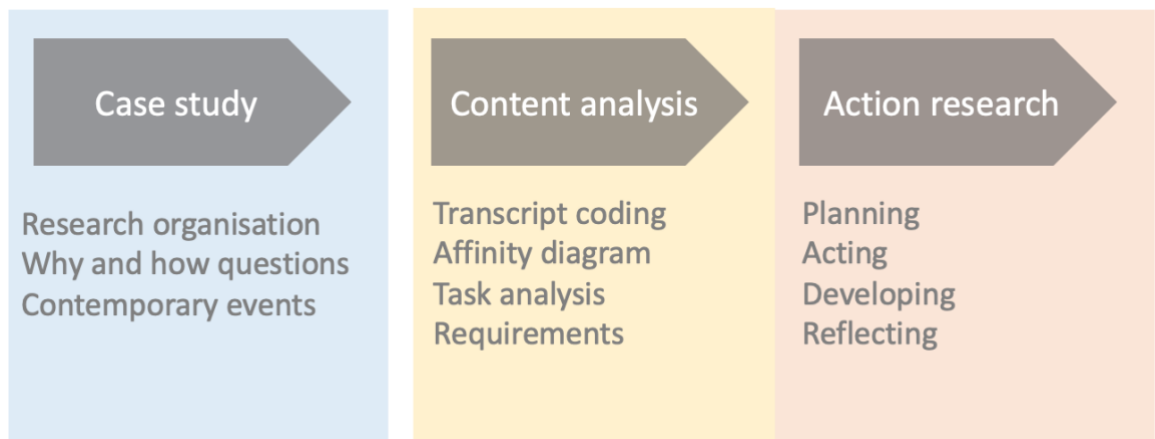 Case study
Research organisation
Why and how questions
Contemporary events
Content analysis
Transcript coding
Affinity diagram
Task analysis
Requirements
Action research
Planning
Acting
Developing
Reflecting